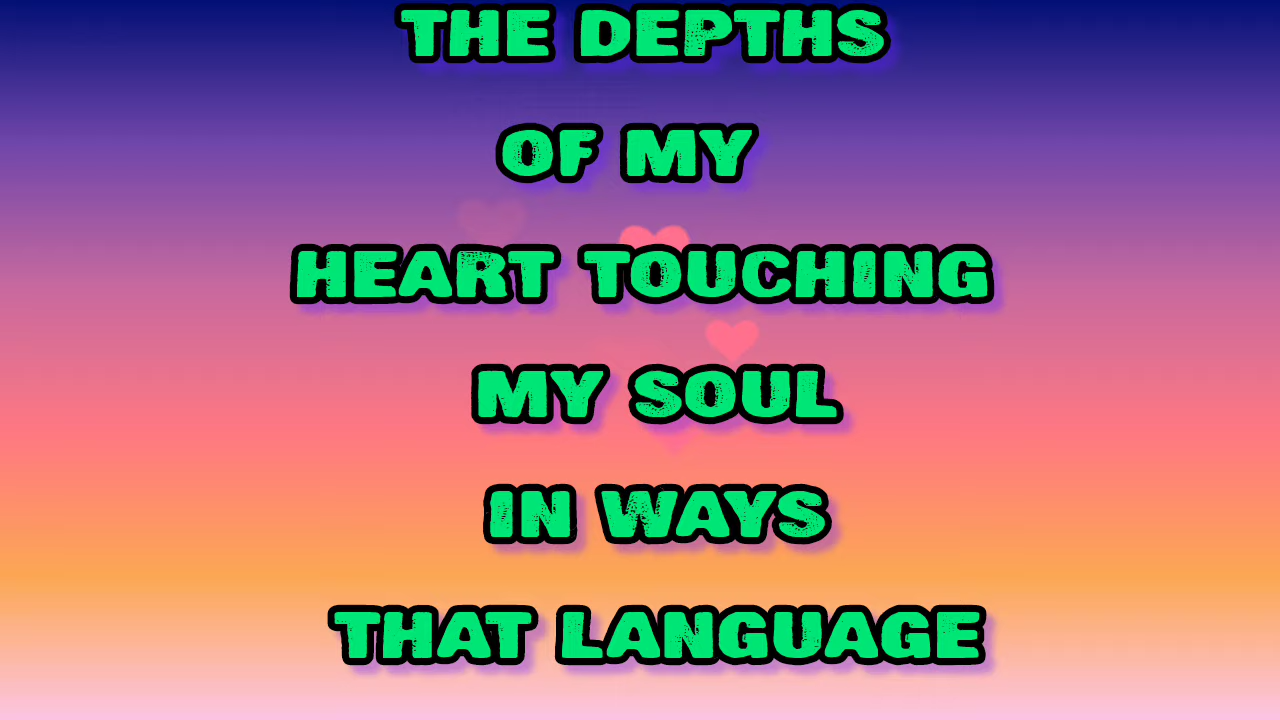 THE DEPTHS
OF MY
HEART TOUCHING
MY SOUL
IN WAYS
THAT LANGUAGE